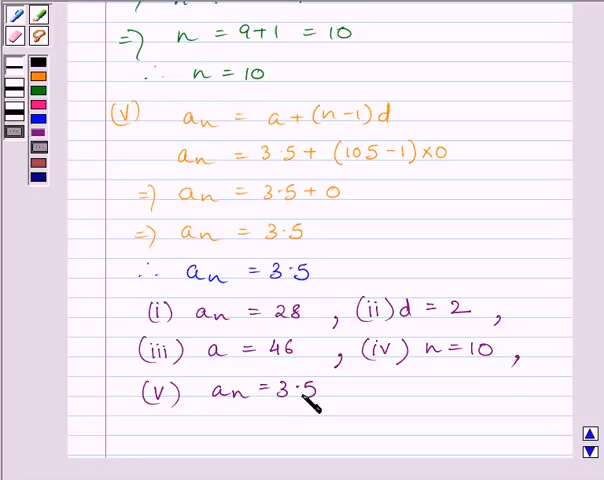 =) n = 9+1 = 10
∴ n = 10
(V) an = a + (n-1)d
an = 3.5 + (105-1)×0
=) an = 3.5 + 0
=) an = 3.5
∴ an = 3.5
(i) an = 28 , (ii) d = 2 ,
(iii) a = 46 , (iv) n = 10 ,
(V) an = 3.5